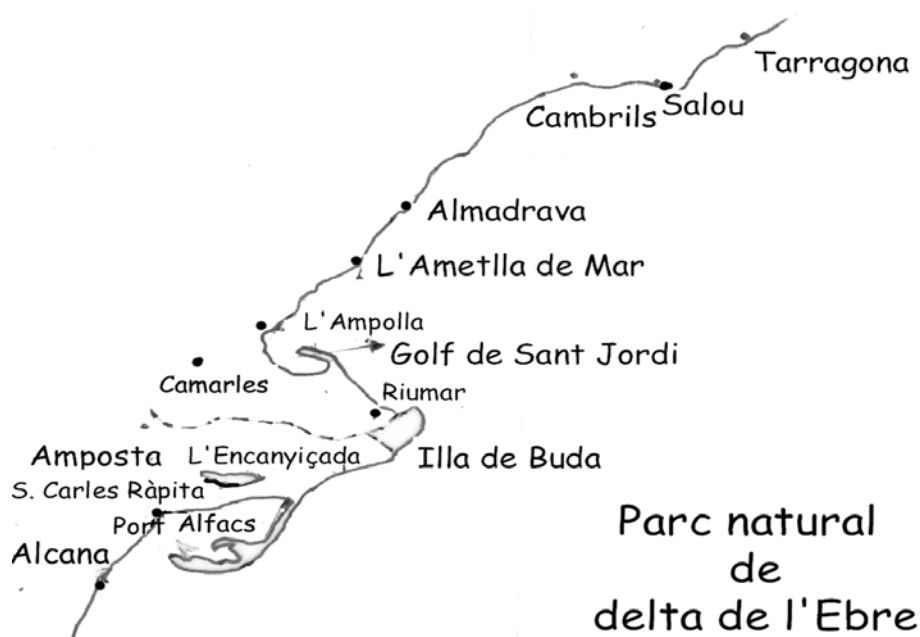 Tarragona
Cambrils
Salou
Almadrava
L'Ametlla de Mar
L'Ampolla
Golf de Sant Jordi
Camarles
Riumar
Amposta
L'Encanyiçada
Illa de Buda
S. Carles Ràpita
Port Alfacs
Alcana
Parc natural
de
delta de l'Ebre